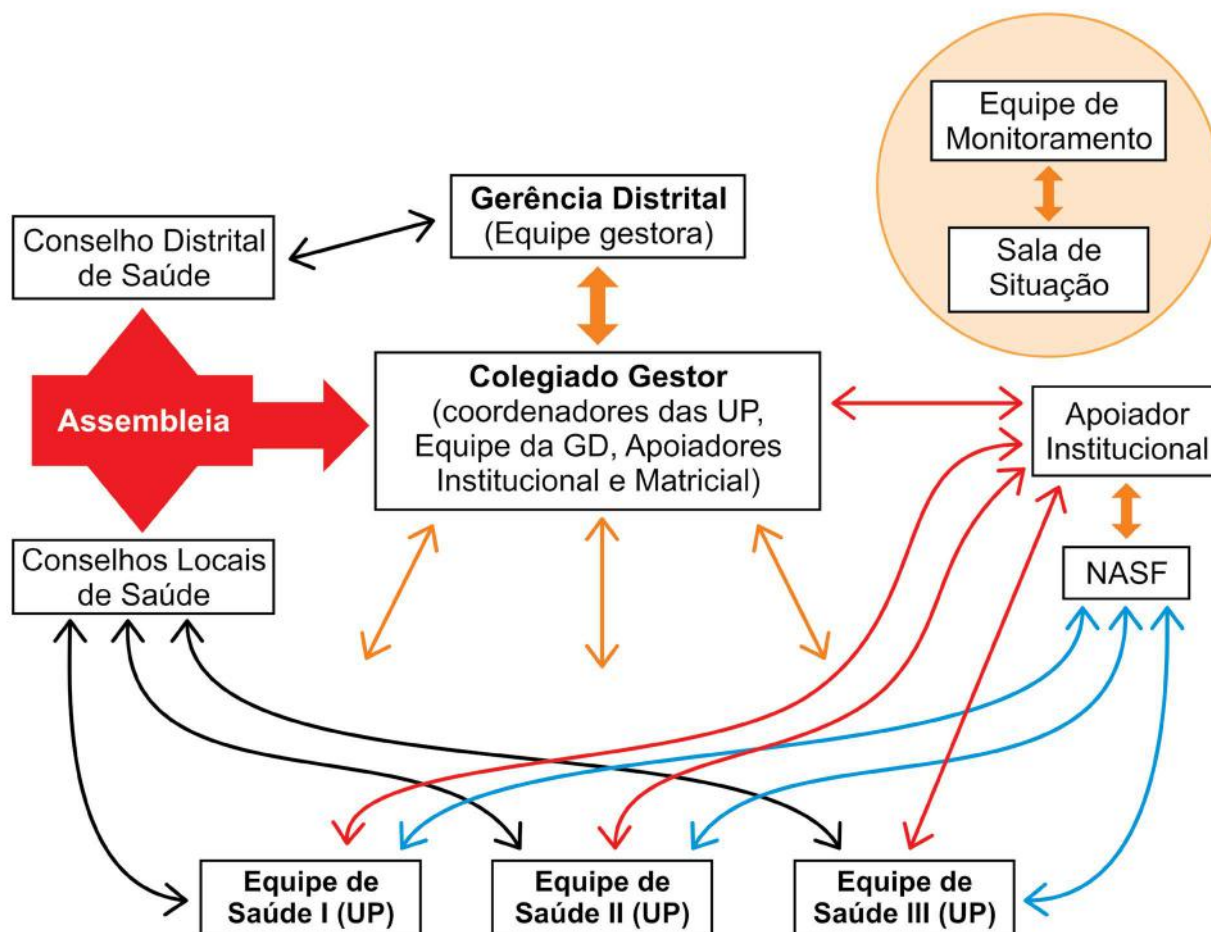 Equipe de
Monitoramento
Sala de
Situação
Gerência Distrital
(Equipe gestora)
Conselho Distrital
de Saúde
Assembleia
Colegiado Gestor
(coordenadores das UP,
Equipe da GD, Apoiadores
Institucional e Matricial)
Apoiador
Institucional
NASF
Conselhos Locais
de Saúde
Equipe de
Saúde I (UP)
Equipe de
Saúde II (UP)
Equipe de
Saúde III (UP)